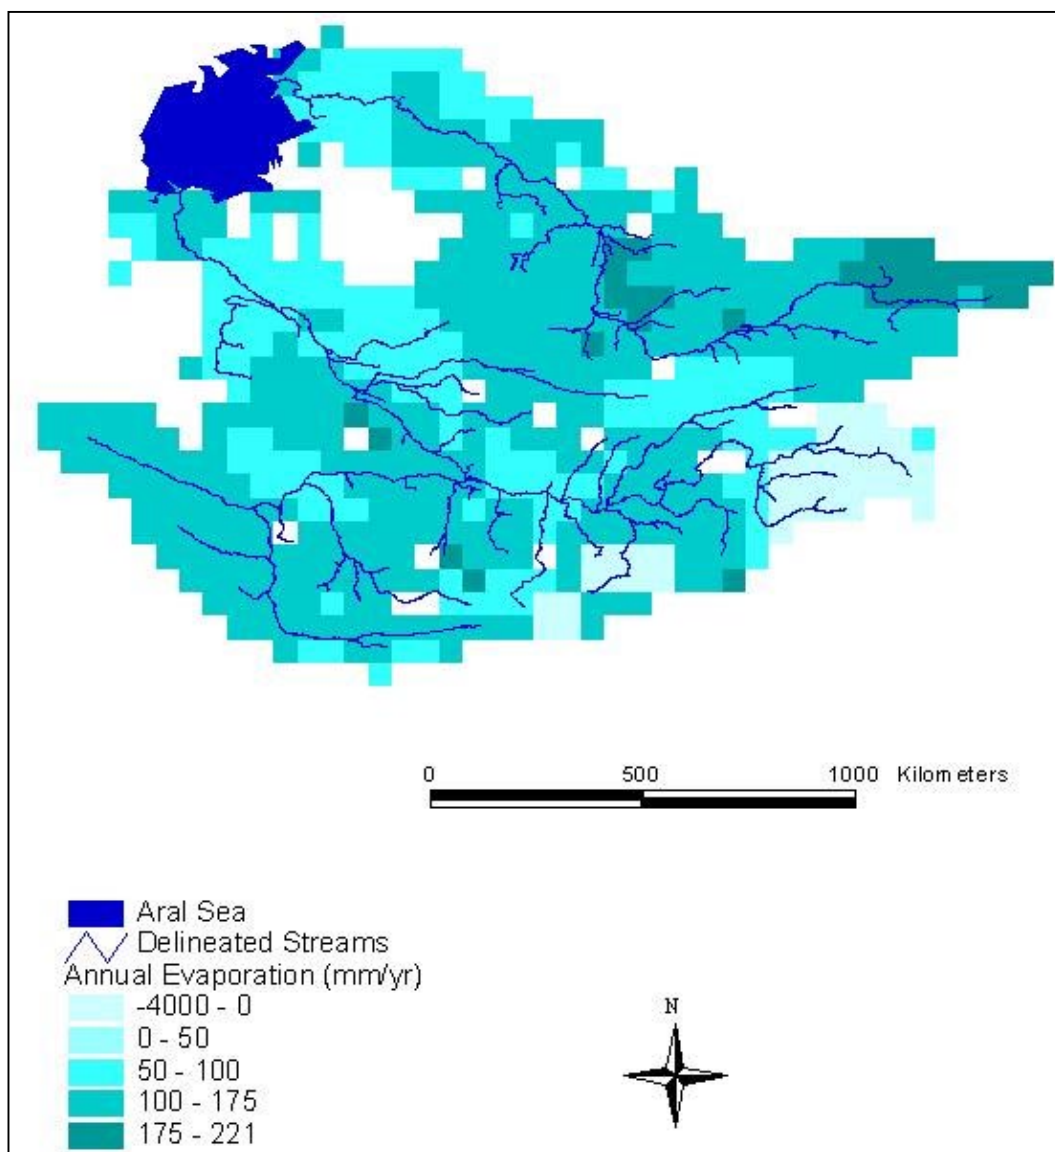 0 500 1000 Kilometers
Aral Sea
Delineated Streams
Annual Evaporation (mm/yr)
-4000 - 0
0 - 50
50 - 100
100 - 175
175 - 221
N